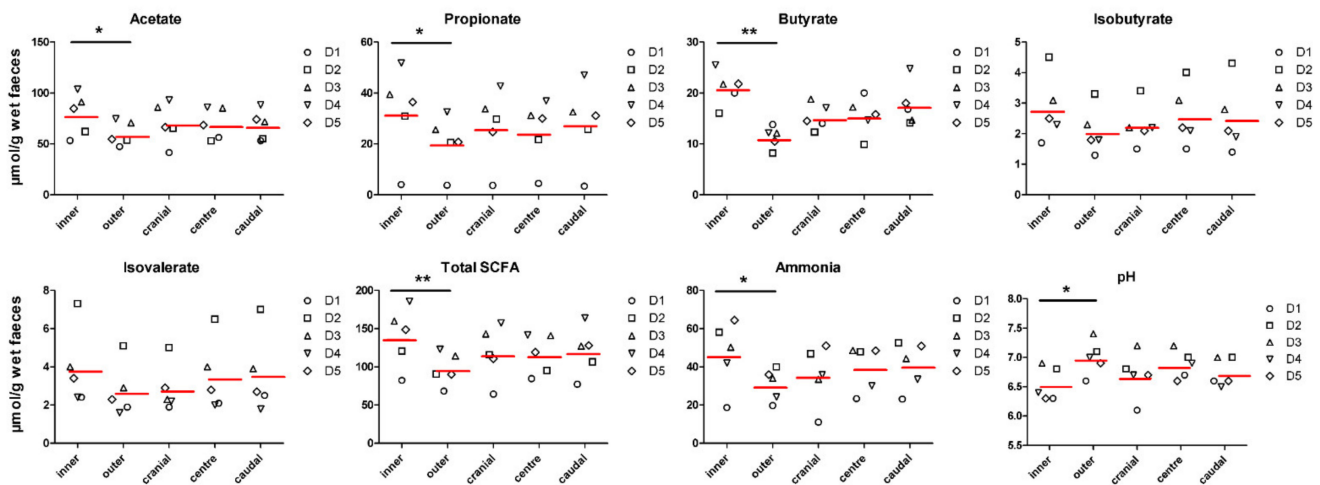 Acetate
*
µmol/g wet faeces
150
100
50
0
inner
outer
cranial
centre
caudal
D1
D2
D3
D4
D5
Propionate
*
60
40
20
0
inner
outer
cranial
centre
caudal
D1
D2
D3
D4
D5
Butyrate
**
30
20
10
0
inner
outer
cranial
centre
caudal
D1
D2
D3
D4
D5
Isobutyrate
5
4
3
2
1
0
inner
outer
cranial
centre
caudal
D1
D2
D3
D4
D5
Isovalerate
µmol/g wet faeces
8
6
4
2
0
inner
outer
cranial
centre
caudal
D1
D2
D3
D4
D5
Total SCFA
**
200
150
100
50
0
inner
outer
cranial
centre
caudal
D1
D2
D3
D4
D5
Ammonia
*
80
60
40
20
0
inner
outer
cranial
centre
caudal
D1
D2
D3
D4
D5
pH
*
8.0
7.5
7.0
6.5
6.0
5.5
inner
outer
cranial
centre
caudal
D1
D2
D3
D4
D5